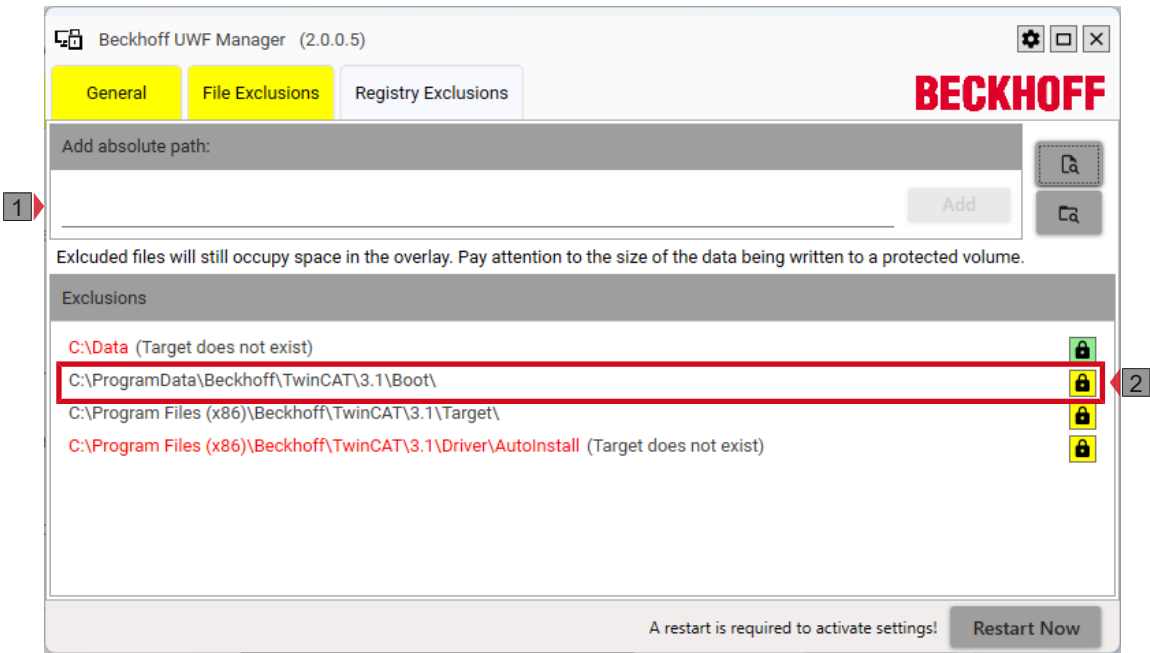 Beckhoff UWF Manager (2.0.0.5)
General
File Exclusions
Registry Exclusions
BECKHOFF
Add absolute path:
1
Add
Exlcuded files will still occupy space in the overlay. Pay attention to the size of the data being written to a protected volume.
Exclusions
C:\Data (Target does not exist)
C:\ProgramData\Beckhoff\TwinCAT\3.1\Boot\
2
C:\Program Files (x86)\Beckhoff\TwinCAT\3.1\Target\
C:\Program Files (x86)\Beckhoff\TwinCAT\3.1\Driver\AutoInstall (Target does not exist)
A restart is required to activate settings!
Restart Now